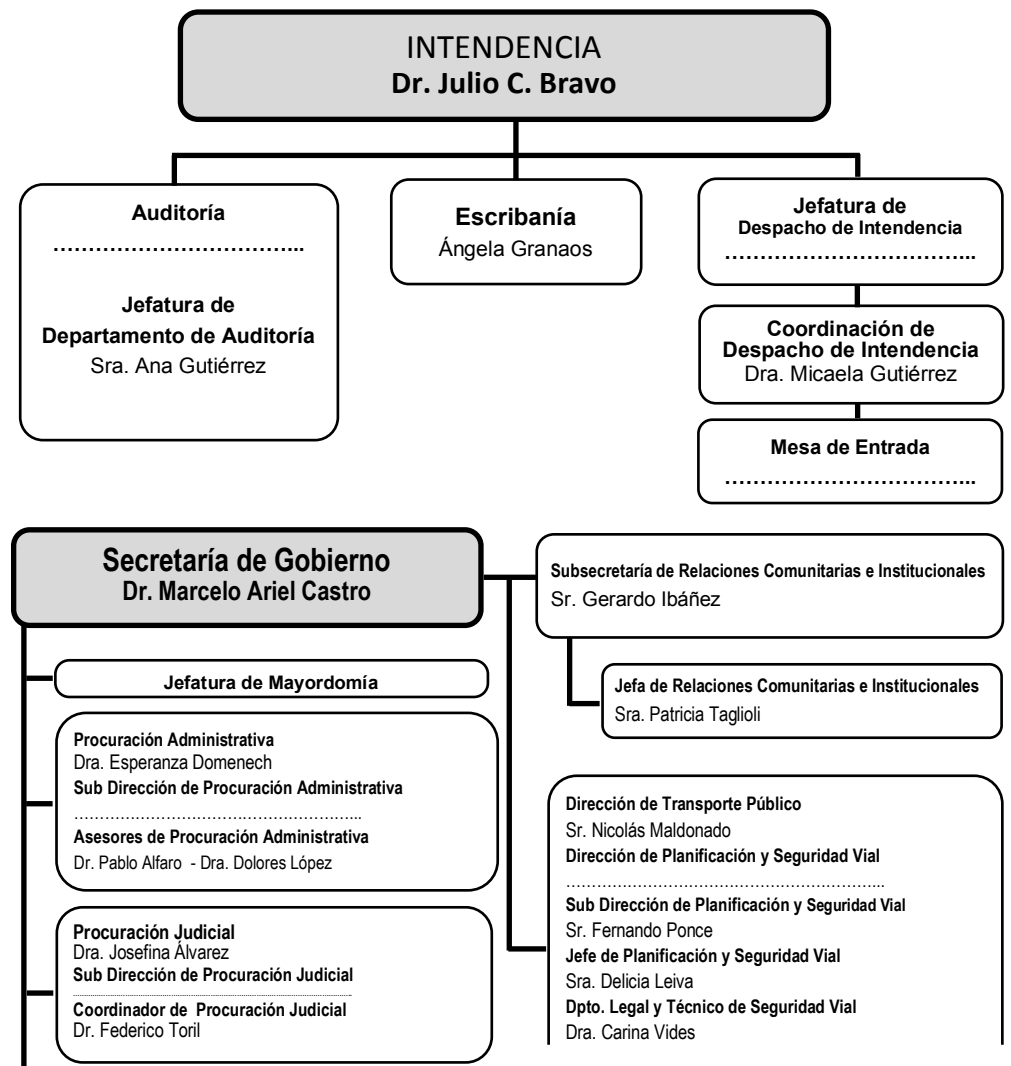 INTENDENCIA
Dr. Julio C. Bravo
Auditoría
……………………………...
Jefatura de
Departamento de Auditoría
Sra. Ana Gutiérrez
Escribanía
Ángela Granaos
Jefatura de
Despacho de Intendencia
……………………………...
Coordinación de
Despacho de Intendencia
Dra. Micaela Gutiérrez
Mesa de Entrada
……………………………...
Secretaría de Gobierno
Dr. Marcelo Ariel Castro
Jefatura de Mayordomía
Procuración Administrativa
Dra. Esperanza Domenech
Sub Dirección de Procuración Administrativa
………………………………………………...
Asesores de Procuración Administrativa
Dr. Pablo Alfaro - Dra. Dolores López
Procuración Judicial
Dra. Josefina Álvarez
Sub Dirección de Procuración Judicial
………………………………………………...
Coordinador de Procuración Judicial
Dr. Federico Toril
Subsecretaría de Relaciones Comunitarias e Institucionales
Sr. Gerardo Ibáñez
Jefa de Relaciones Comunitarias e Institucionales
Sra. Patricia Taglioli
Dirección de Transporte Público
Sr. Nicolás Maldonado
Dirección de Planificación y Seguridad Vial
……………………………………………………...
Sub Dirección de Planificación y Seguridad Vial
Sr. Fernando Ponce
Jefe de Planificación y Seguridad Vial
Sra. Delicia Leiva
Dpto. Legal y Técnico de Seguridad Vial
Dra. Carina Vides